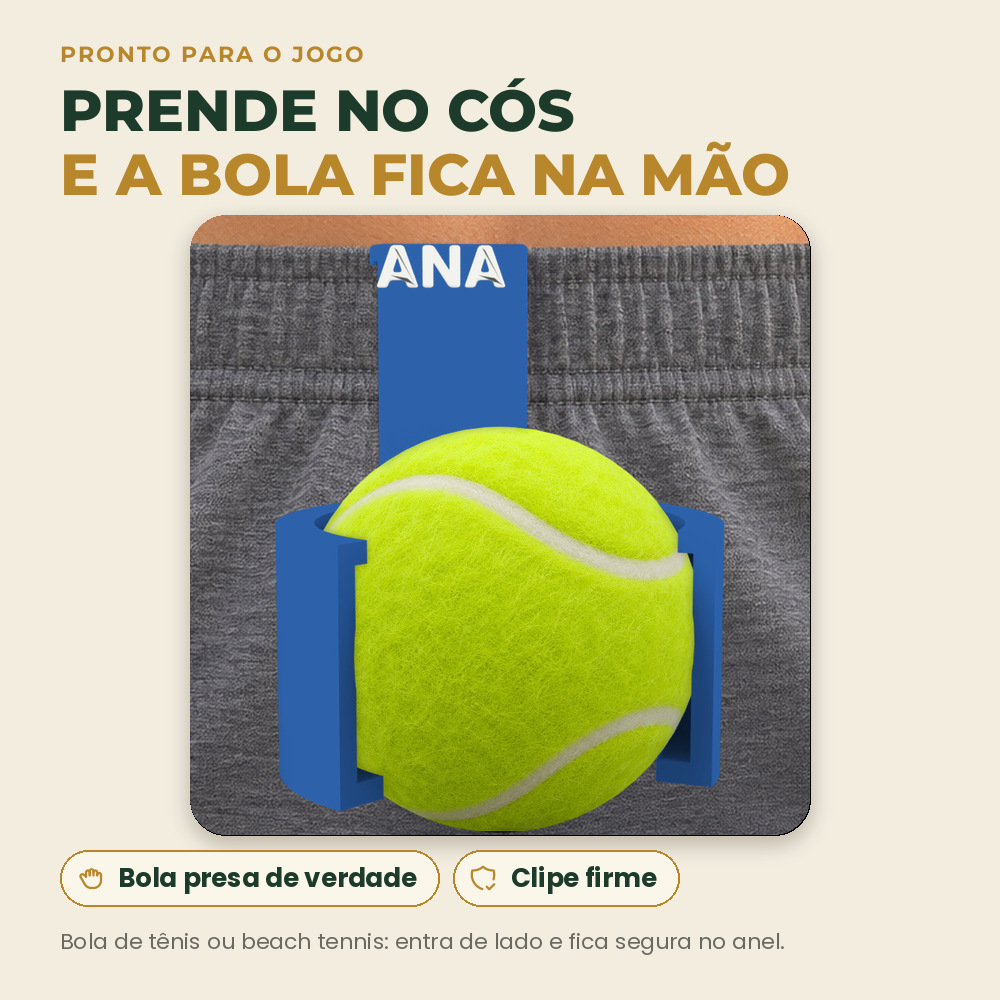 PRONTO PARA O JOGO
PRENDE NO CÓS
E A BOLA FICA NA MÃO
ANA
Bola presa de verdade
Clipe firme
Bola de tênis ou beach tennis: entra de lado e fica segura no anel.